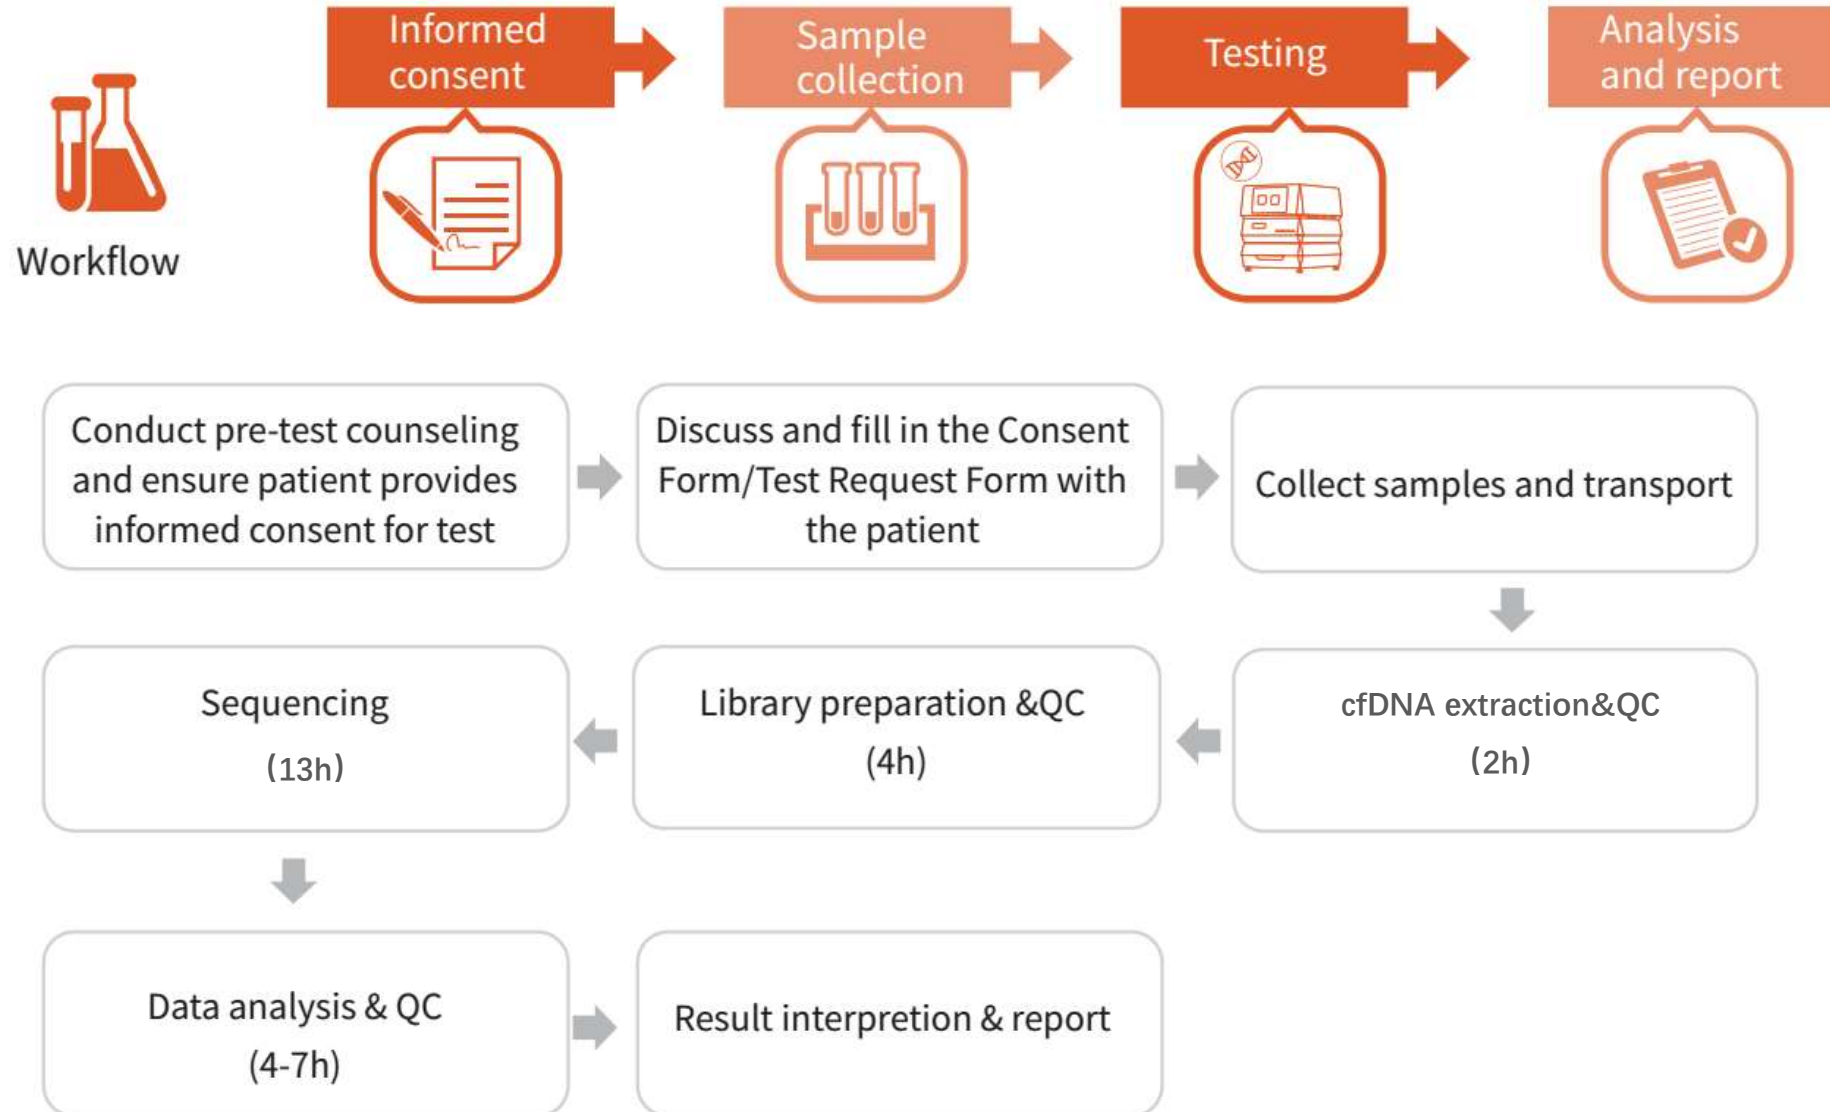 Informed
consent
Sample
collection
Testing
Analysis
and report
Workflow
Conduct pre-test counseling
and ensure patient provides
informed consent for test
Discuss and fill in the Consent
Form/Test Request Form with
the patient
Collect samples and transport
cfDNA extraction&QC
(2h)
Library preparation &QC
(4h)
Sequencing
(13h)
Data analysis & QC
(4-7h)
Result interpretion & report